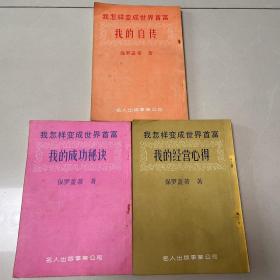 我怎样变成世界首富
我的自传
保罗盖蒂 著
名人出版事業公司
我怎样变成世界首富
我的成功秘诀
保罗盖蒂 著
名人出版事業公司
我怎样变成世界首富
我的经营心得
保罗盖蒂 著
名人出版事業公司